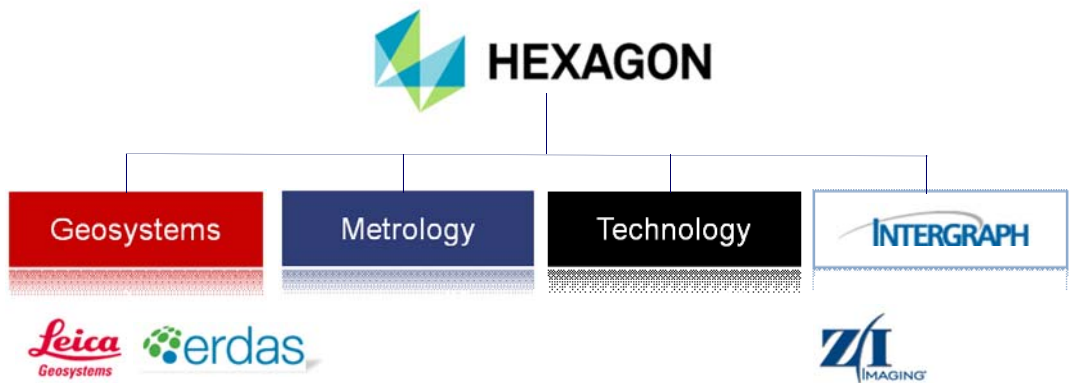 HEXAGON
Geosystems
Metrology
Technology
INTERGRAPH
Leica
Geosystems
erdas
Z/I
IMAGING